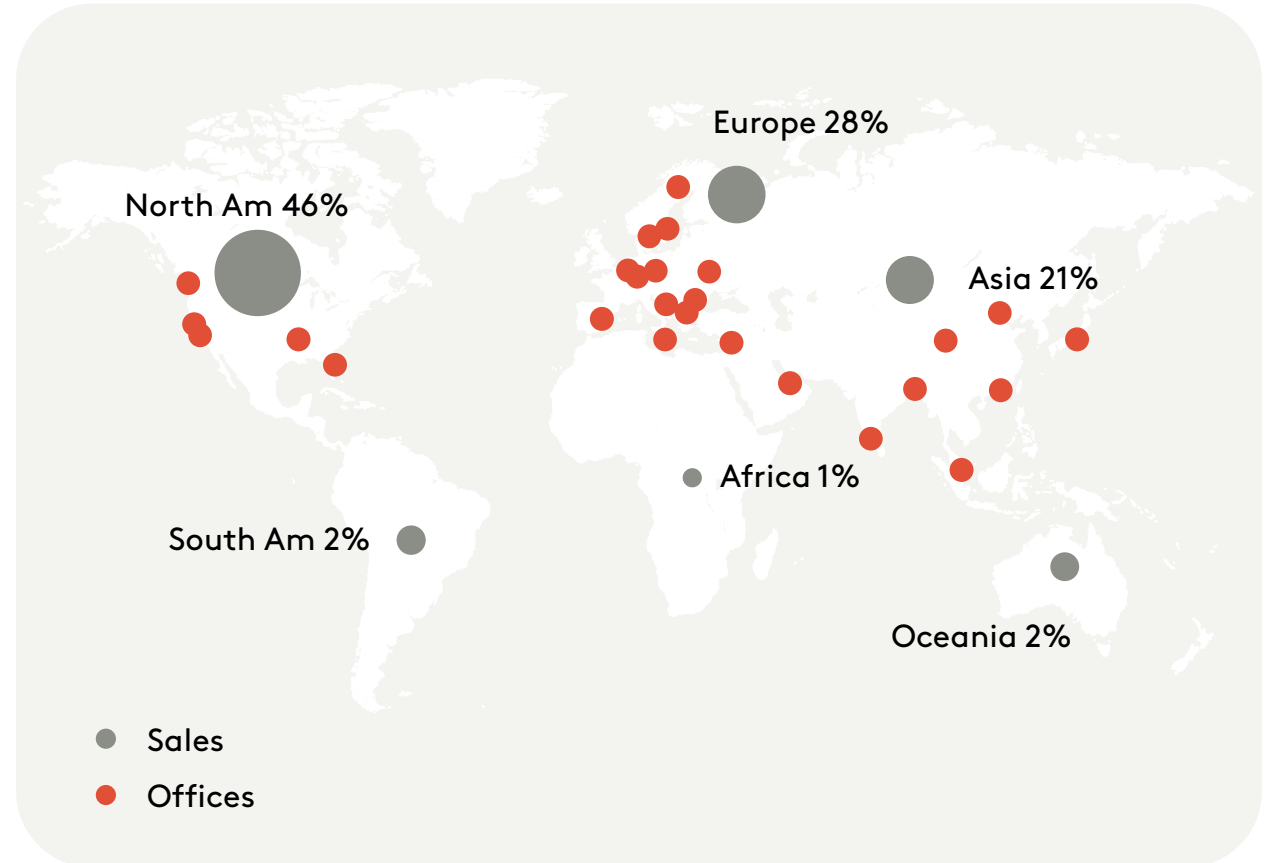 Europe 28%
North Am 46%
Asia 21%
Africa 1%
South Am 2%
Oceania 2%
Sales
Offices